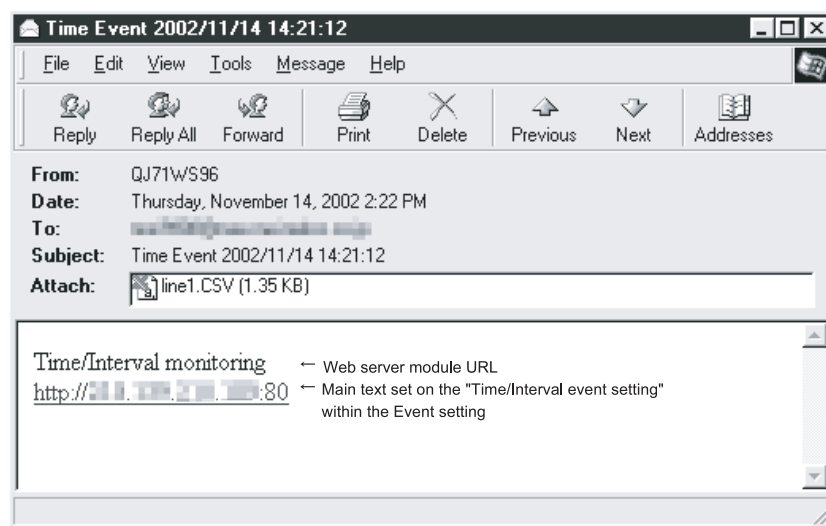 Time Event 2002/11/14 14:21:12
File Edit View Tools Message Help
Reply Reply All Forward Print Delete Previous Next Addresses
From: QJ71WS96
Date: Thursday, November 14, 2002 2:22 PM
To:
Subject: Time Event 2002/11/14 14:21:12
Attach: line1.CSV (1.35 KB)
Time/Interval monitoring ← Web server module URL
http:// :80 ← Main text set on the "Time/Interval event setting"
within the Event setting